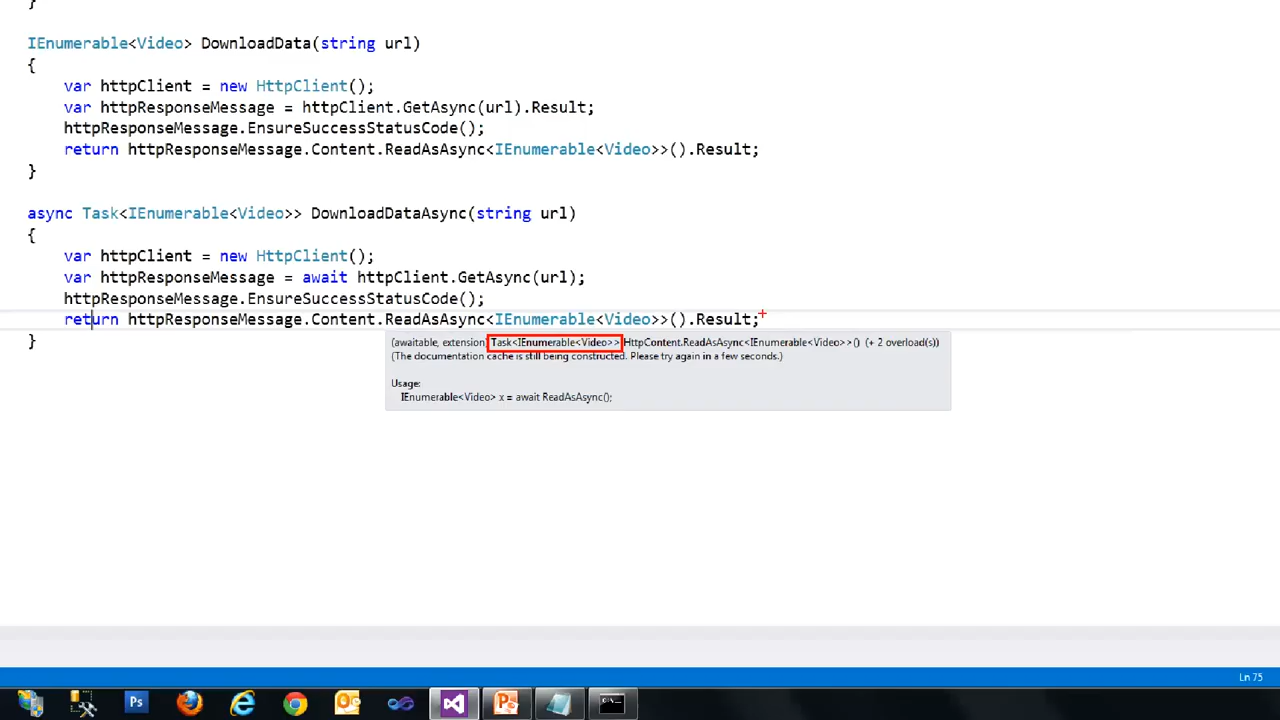 }
IEnumerable<Video> DownloadData(string url)
{
var httpClient = new HttpClient();
var httpResponseMessage = httpClient.GetAsync(url).Result;
httpResponseMessage.EnsureSuccessStatusCode();
return httpResponseMessage.Content.ReadAsAsync<IEnumerable<Video>>().Result;
}
async Task<IEnumerable<Video>> DownloadDataAsync(string url)
{
var httpClient = new HttpClient();
var httpResponseMessage = await httpClient.GetAsync(url);
httpResponseMessage.EnsureSuccessStatusCode();
return httpResponseMessage.Content.ReadAsAsync<IEnumerable<Video>>().Result;
}
(awaitable, extension) Task<IEnumerable<Video>> HttpContent.ReadAsAsync<IEnumerable<Video>>() (+ 2 overload(s))
(The documentation cache is still being constructed. Please try again in a few seconds.)
Usage:
IEnumerable<Video> x = await ReadAsAsync();
Ln 75
Ps